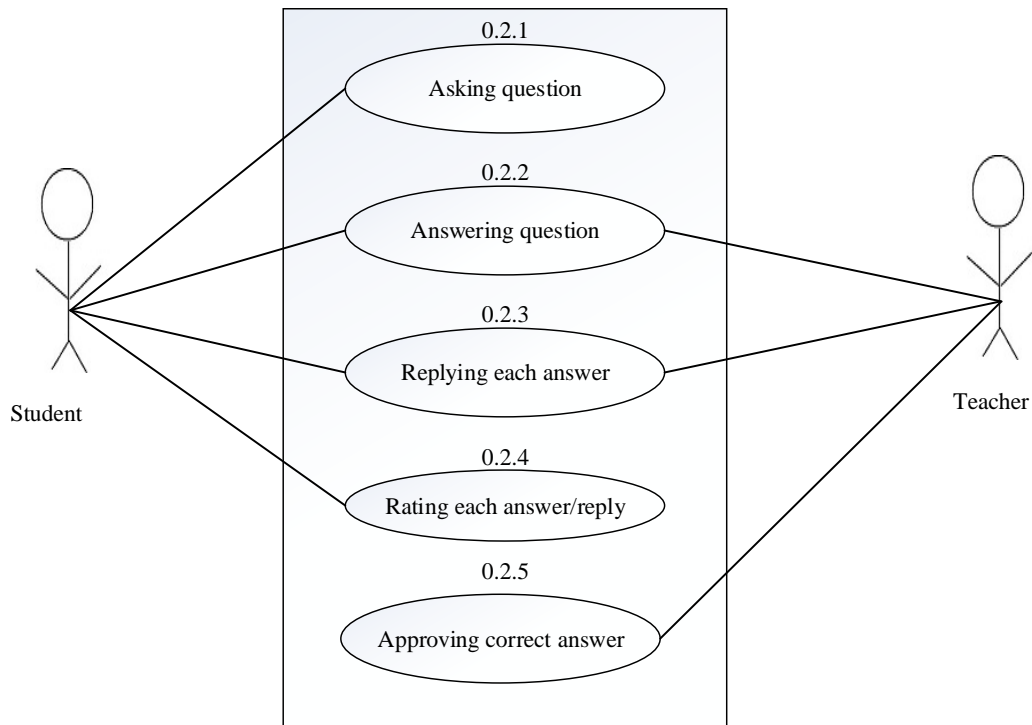 0.2.1
Asking question
0.2.2
Answering question
0.2.3
Replying each answer
Student
Teacher
0.2.4
Rating each answer/reply
0.2.5
Approving correct answer